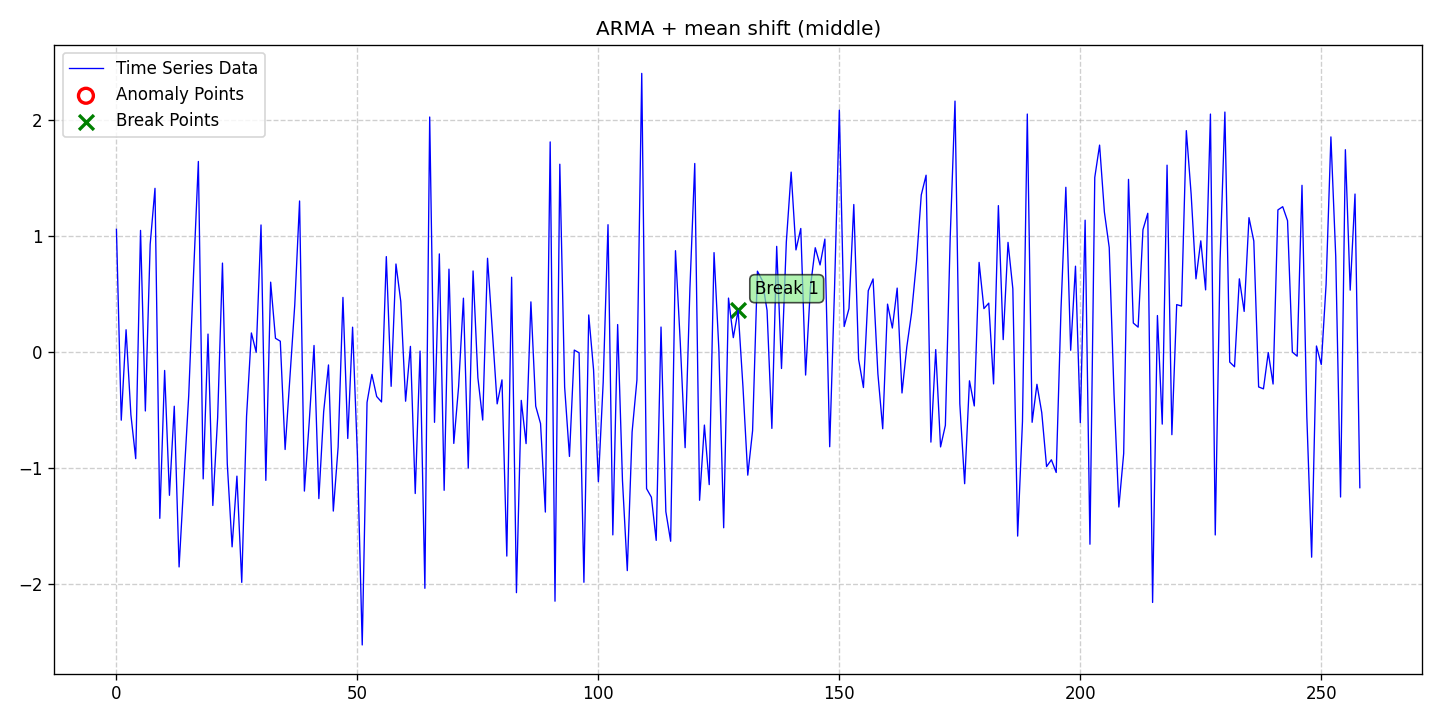 ARMA + mean shift (middle)
Time Series Data
Anomaly Points
Break Points
Break 1
2
1
0
−1
−2
0
50
100
150
200
250